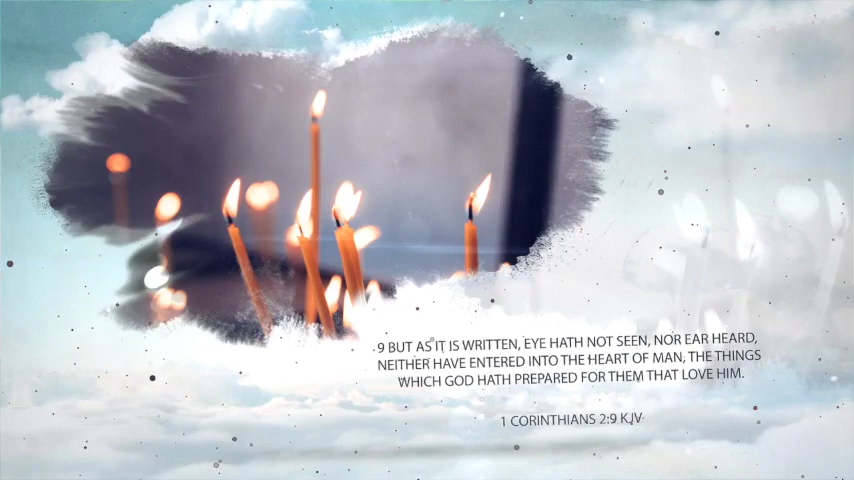 9 BUT AS IT IS WRITTEN, EYE HATH NOT SEEN, NOR EAR HEARD,
NEITHER HAVE ENTERED INTO THE HEART OF MAN, THE THINGS
WHICH GOD HATH PREPARED FOR THEM THAT LOVE HIM.
1 CORINTHIANS 2:9 KJV